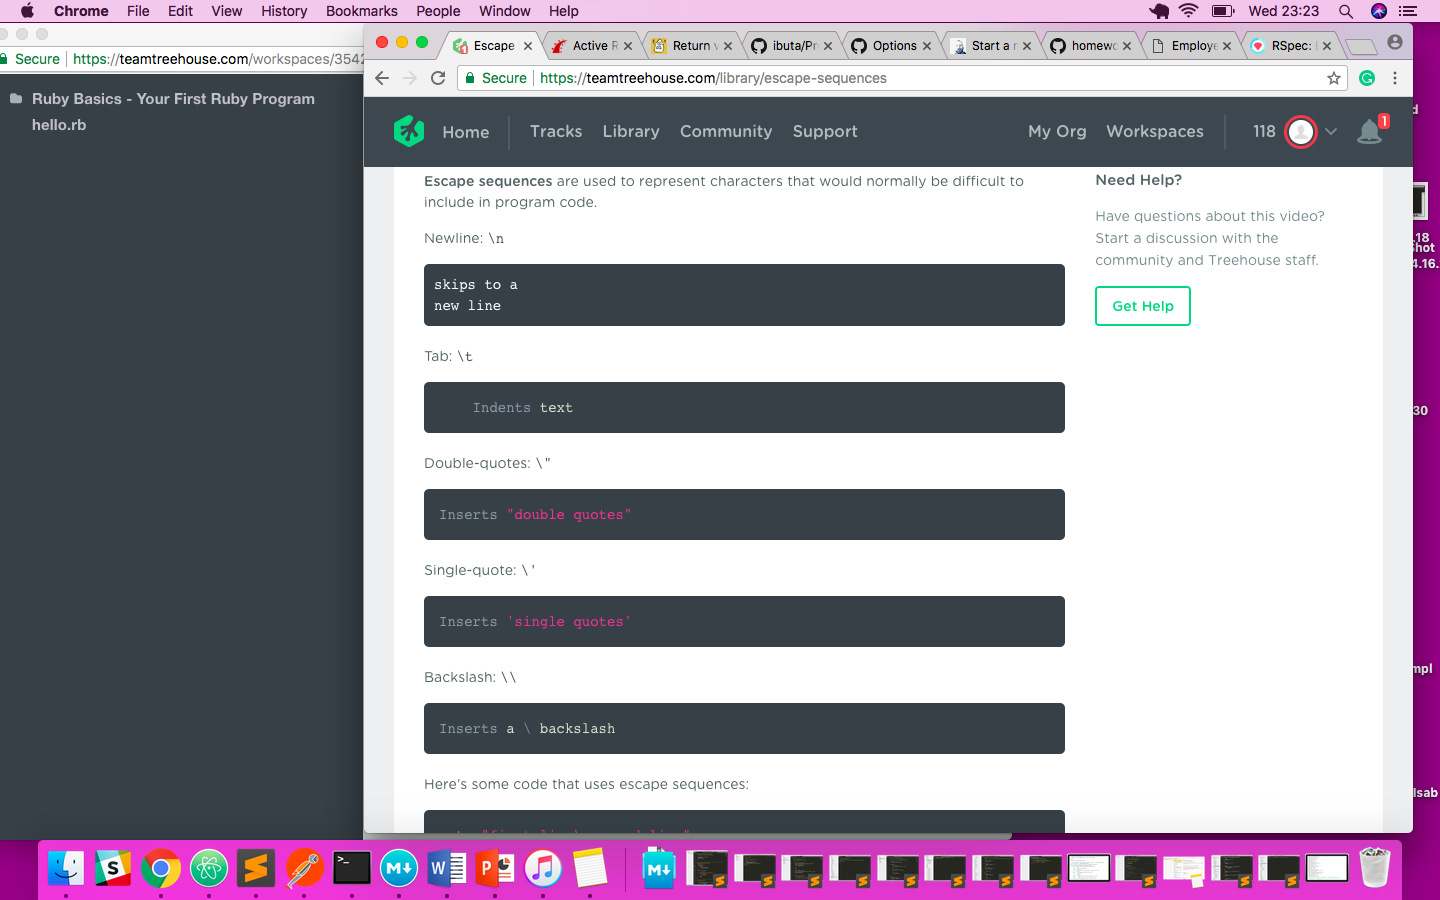 Chrome File Edit View History Bookmarks People Window Help Wed 23:23
Secure https://teamtreehouse.com/workspaces/3542
Ruby Basics - Your First Ruby Program
hello.rb
Escape Active R Return v ibuta/Pr Options Start a r homewo Employe RSpec:
Secure https://teamtreehouse.com/library/escape-sequences
Home Tracks Library Community Support My Org Workspaces 118 1
Escape sequences are used to represent characters that would normally be difficult to
include in program code.
Newline: \n
skips to a
new line
Tab: \t
Indents text
Double-quotes: \"
Inserts "double quotes"
Single-quote: \'
Inserts 'single quotes'
Backslash: \\
Inserts a \ backslash
Here's some code that uses escape sequences:
Need Help?
Have questions about this video?
Start a discussion with the
community and Treehouse staff.
Get Help
d
.18
Shot
4.16.
30
mpl
lsab